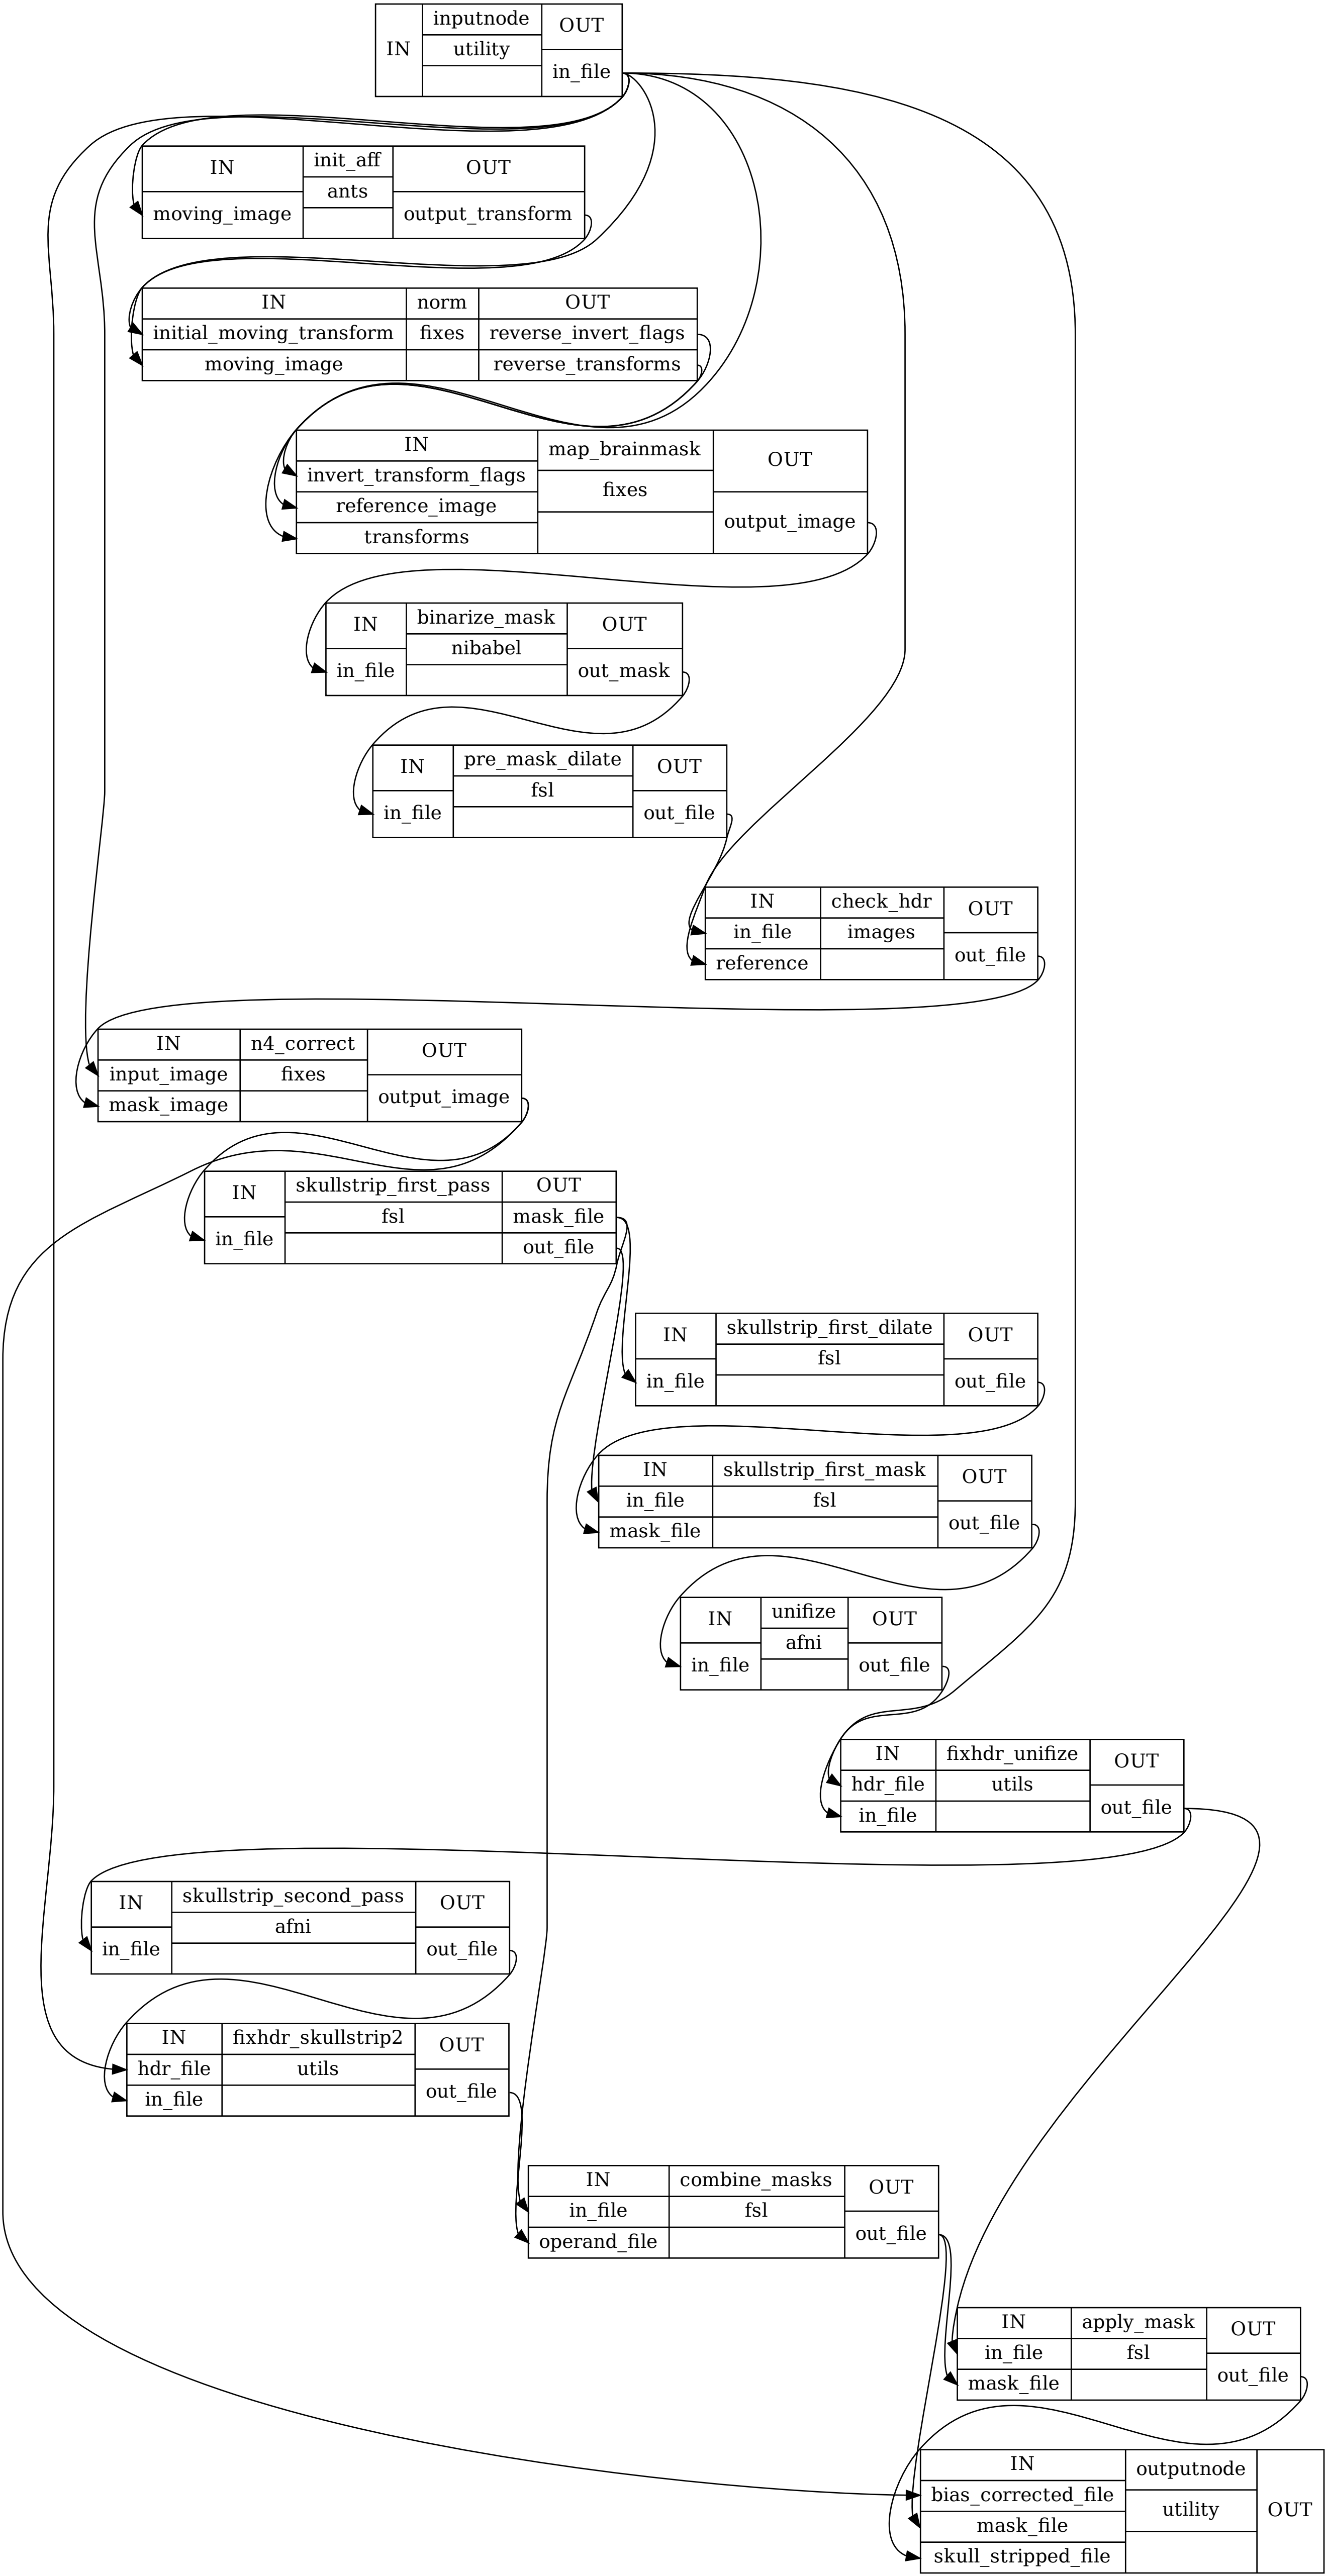 IN inputnode OUT
utility
in_file
IN init_aff OUT
ants
moving_image output_transform
IN norm OUT
initial_moving_transform fixes reverse_invert_flags
moving_image reverse_transforms
IN map_brainmask OUT
invert_transform_flags
fixes
reference_image
output_image
transforms
IN binarize_mask OUT
nibabel
in_file out_mask
IN pre_mask_dilate OUT
fsl
in_file out_file
IN check_hdr OUT
in_file images
reference out_file
IN n4_correct OUT
input_image fixes
mask_image output_image
IN skullstrip_first_pass OUT
fsl mask_file
in_file out_file
IN skullstrip_first_dilate OUT
fsl
in_file out_file
IN skullstrip_first_mask OUT
in_file fsl
mask_file out_file
IN unifize OUT
afni
in_file out_file
IN fixhdr_unifize OUT
hdr_file utils
in_file out_file
IN skullstrip_second_pass OUT
afni
in_file out_file
IN fixhdr_skullstrip2 OUT
hdr_file utils
in_file out_file
IN combine_masks OUT
in_file fsl
operand_file out_file
IN apply_mask OUT
in_file fsl
mask_file out_file
IN outputnode
bias_corrected_file
utility OUT
mask_file
skull_stripped_file